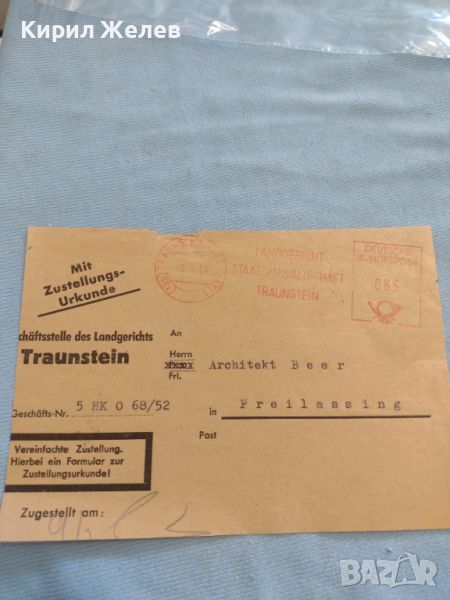 Кирил Желев
Mit
Zustellungs-
Urkunde
LANDGERICHT
STAATSANWALTSCHAFT
TRAUNSTEIN
DEUTSCHE
BUNDESPOST
085
chäftsstelle des Landgerichts
Traunstein
Geschäfts-Nr. 5 HK O 68/52
An
Herrn
Frl.
Architekt Beer
in Freilassing
Post
Vereinfachte Zustellung.
Hierbei ein Formular zur
Zustellungsurkunde!
Zugestellt am:
BAZAR